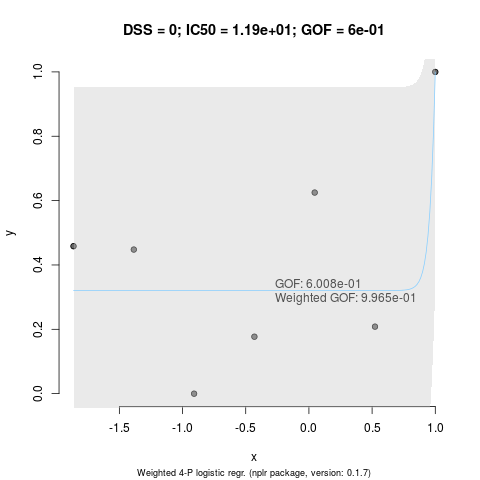 DSS = 0; IC50 = 1.19e+01; GOF = 6e-01
1.0
0.8
0.6
0.4
0.2
0.0
y
GOF: 6.008e-01
Weighted GOF: 9.965e-01
-1.5 -1.0 -0.5 0.0 0.5 1.0
x
Weighted 4-P logistic regr. (nplr package, version: 0.1.7)